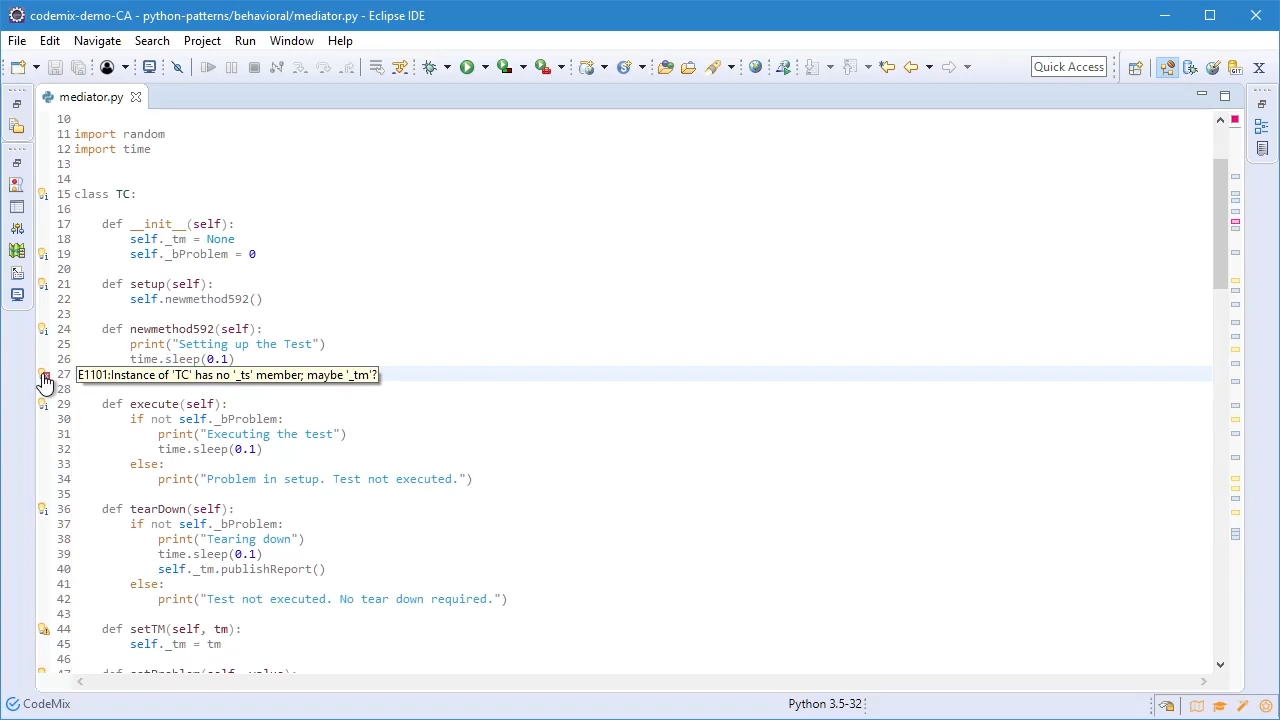 codemix-demo-CA - python-patterns/behavioral/mediator.py - Eclipse IDE
File Edit Navigate Search Project Run Window Help
Quick Access
mediator.py
10
11 import random
12 import time
13
14
15 class TC:
16
17 def __init__(self):
18 self._tm = None
19 self._bProblem = 0
20
21 def setup(self):
22 self.newmethod592()
23
24 def newmethod592(self):
25 print("Setting up the Test")
26 time.sleep(0.1)
27 E1101:Instance of 'TC' has no '_ts' member; maybe '_tm'?
28
29 def execute(self):
30 if not self._bProblem:
31 print("Executing the test")
32 time.sleep(0.1)
33 else:
34 print("Problem in setup. Test not executed.")
35
36 def tearDown(self):
37 if not self._bProblem:
38 print("Tearing down")
39 time.sleep(0.1)
40 self._tm.publishReport()
41 else:
42 print("Test not executed. No tear down required.")
43
44 def setTM(self, tm):
45 self._tm = tm
46
47 def setProblem(self, value):
CodeMix Python 3.5-32